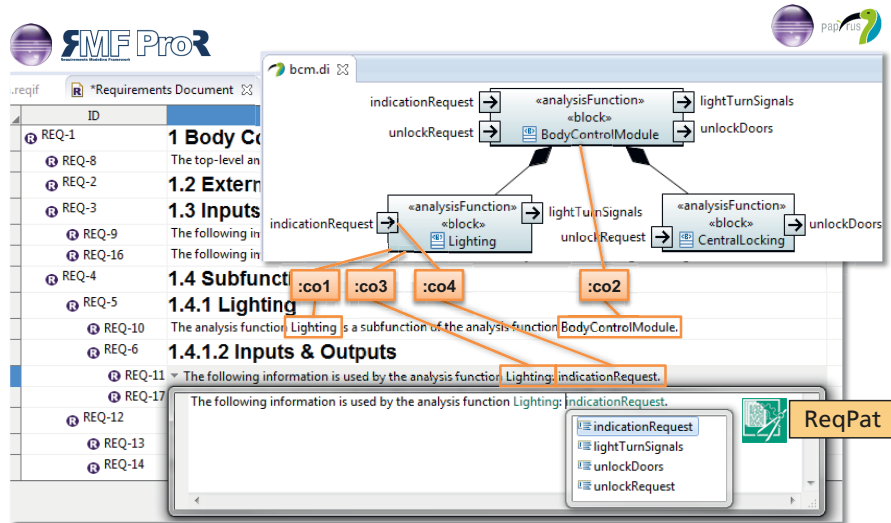 RMF ProR
Requirements Modeling Framework
papyrus
.reqif
*Requirements Document
bcm.di
indicationRequest
unlockRequest
«analysisFunction»
«block»
BodyControlModule
lightTurnSignals
unlockDoors
indicationRequest
«analysisFunction»
«block»
Lighting
lightTurnSignals
unlockRequest
«analysisFunction»
«block»
CentralLocking
unlockDoors
ID
REQ-1 1 Body Co
REQ-8 The top-level an
REQ-2 1.2 Extern
REQ-3 1.3 Inputs
REQ-9 The following in
REQ-16 The following in
REQ-4 1.4 Subfuncti
:co1 :co3 :co4 :co2
REQ-5 1.4.1 Lighting
REQ-10 The analysis function Lighting is a subfunction of the analysis function BodyControlModule.
REQ-6 1.4.1.2 Inputs & Outputs
REQ-11 The following information is used by the analysis function Lighting: indicationRequest.
REQ-17
The following information is used by the analysis function Lighting: indicationRequest.
REQ-12
REQ-13
REQ-14
indicationRequest
lightTurnSignals
unlockDoors
unlockRequest
ReqPat